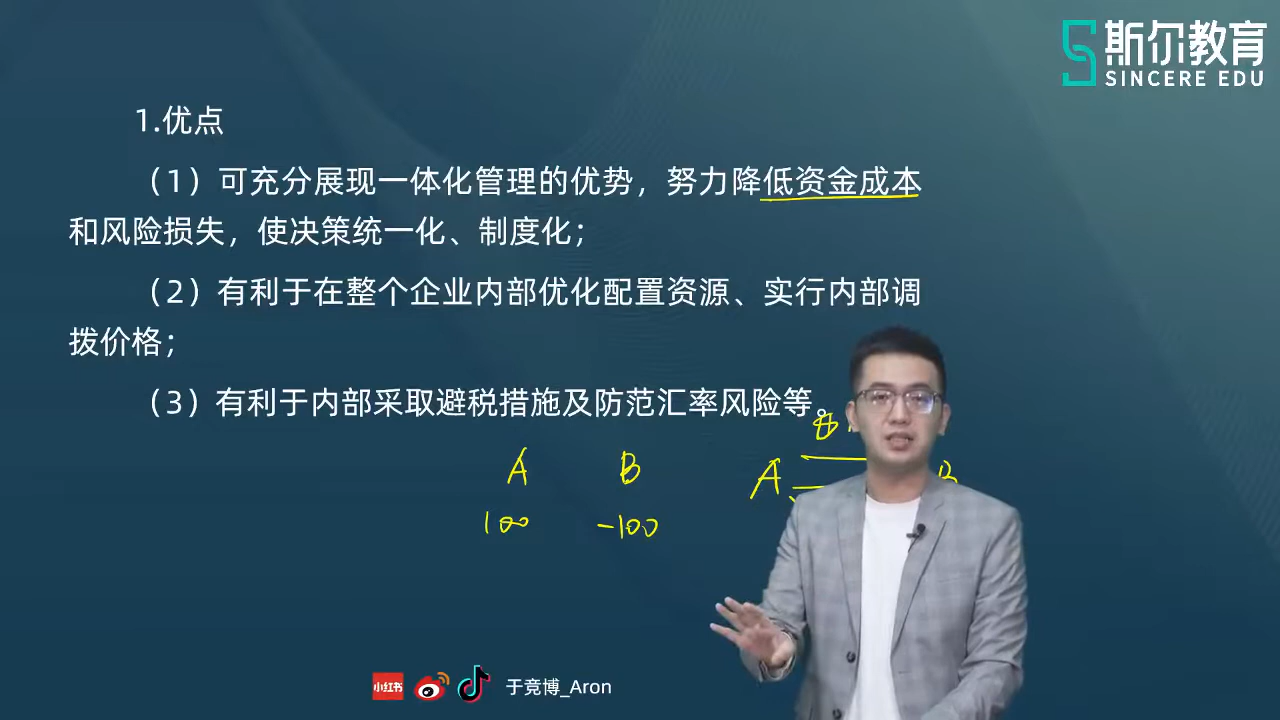 斯尔教育
SINCERE EDU
1.优点
（1）可充分展现一体化管理的优势，努力降低资金成本
和风险损失，使决策统一化、制度化；
（2）有利于在整个企业内部优化配置资源、实行内部调
拨价格；
（3）有利于内部采取避税措施及防范汇率风险等。
A B A B
100 -100
小红书 于竞博_Aron